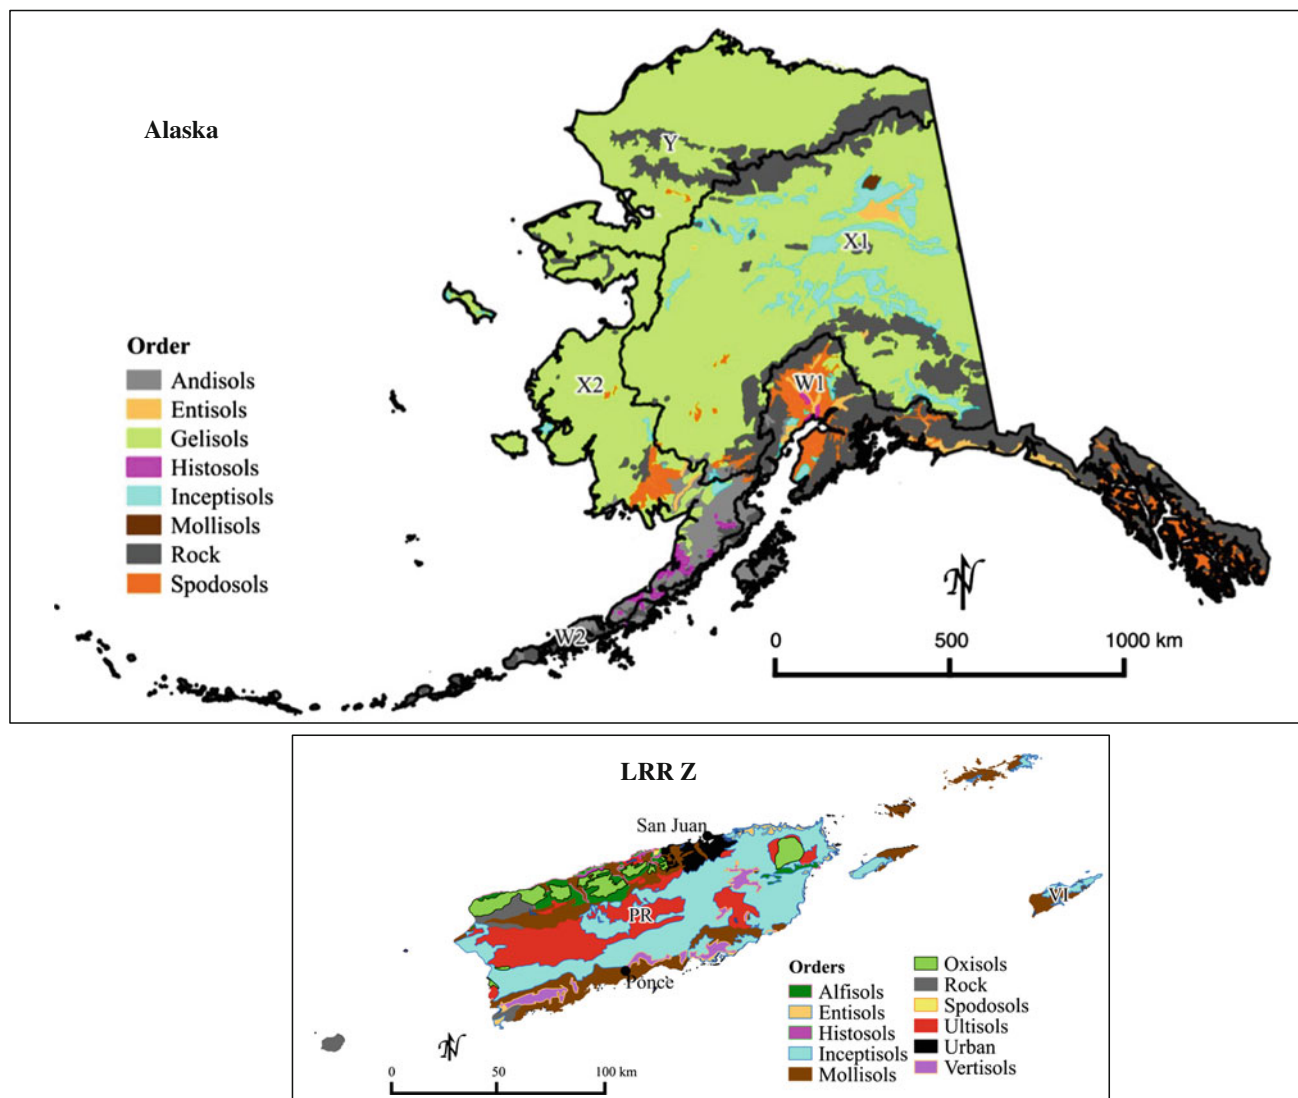 Alaska
Y
X1
X2
W1
W2
Order
Andisols
Entisols
Gelisols
Histosols
Inceptisols
Mollisols
Rock
Spodosols
N
0 500 1000 km
LRR Z
San Juan
PR
VI
Ponce
Orders
Alfisols
Entisols
Histosols
Inceptisols
Mollisols
Oxisols
Rock
Spodosols
Ultisols
Urban
Vertisols
N
0 50 100 km